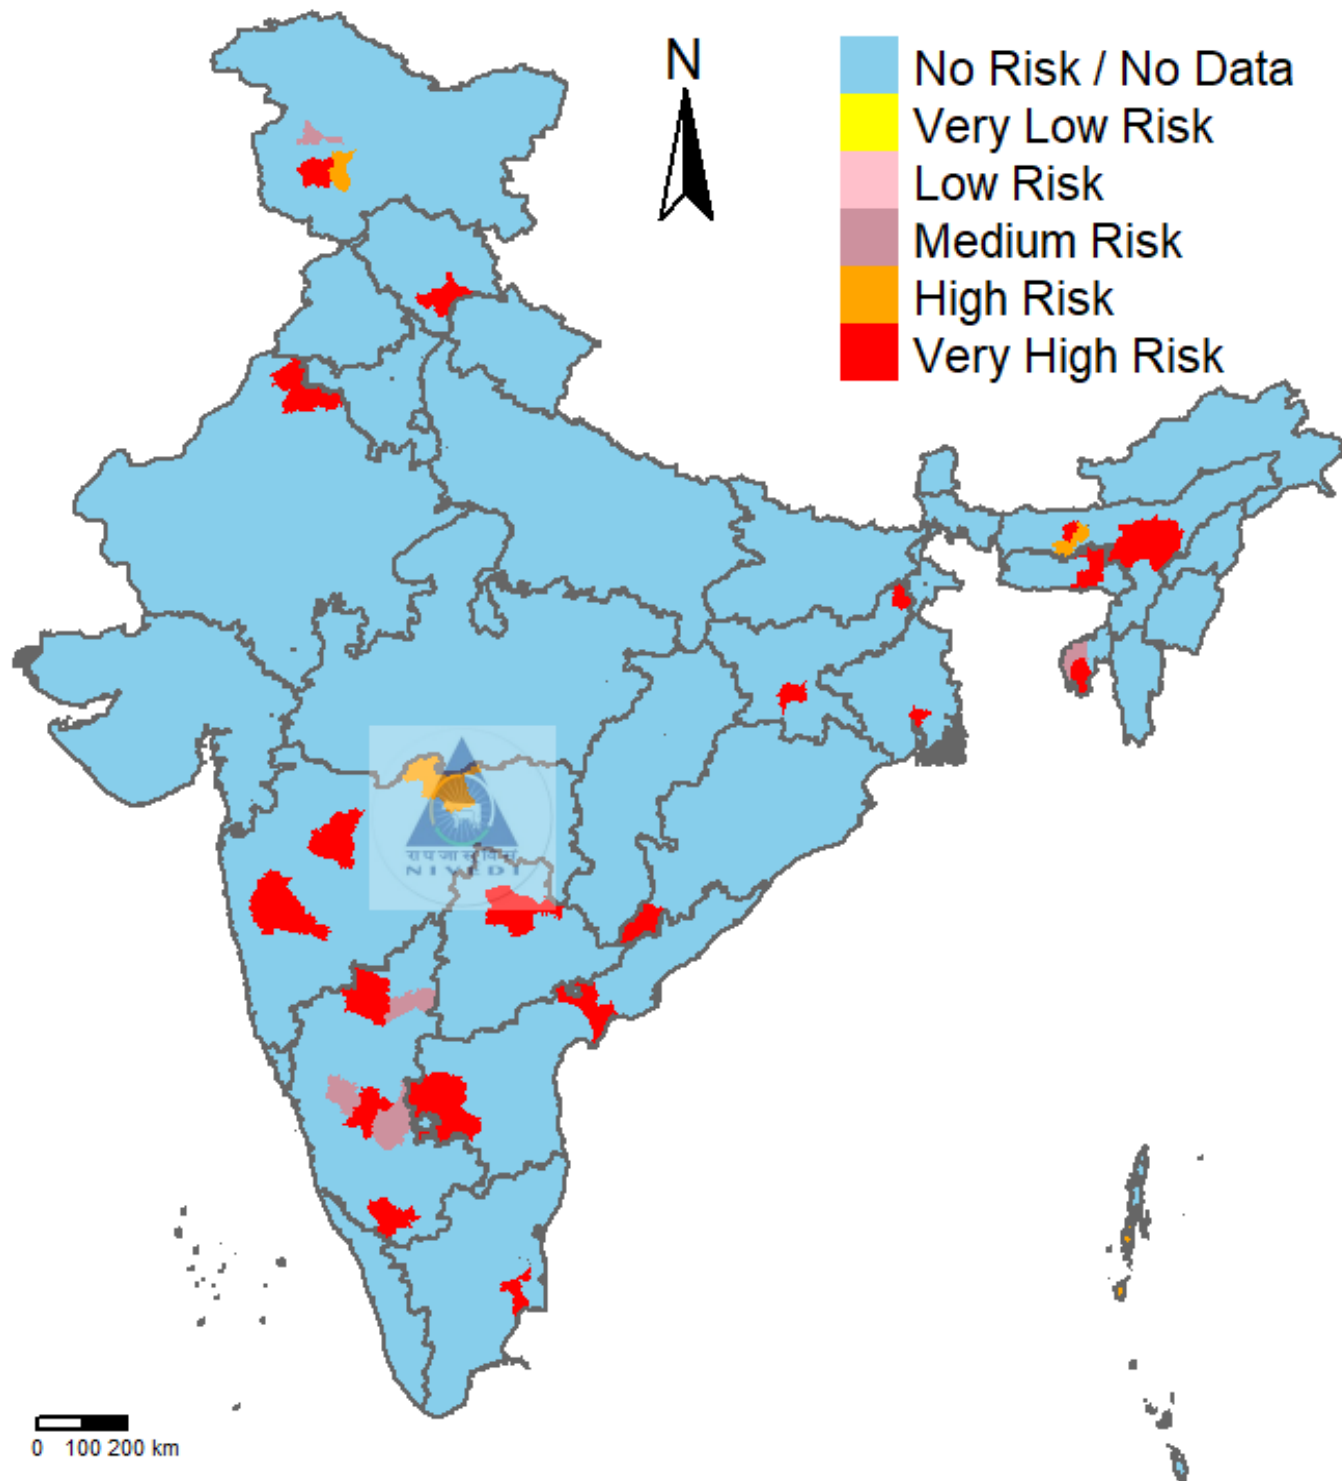 N
No Risk / No Data
Very Low Risk
Low Risk
Medium Risk
High Risk
Very High Risk
NIVEDI
0 100 200 km